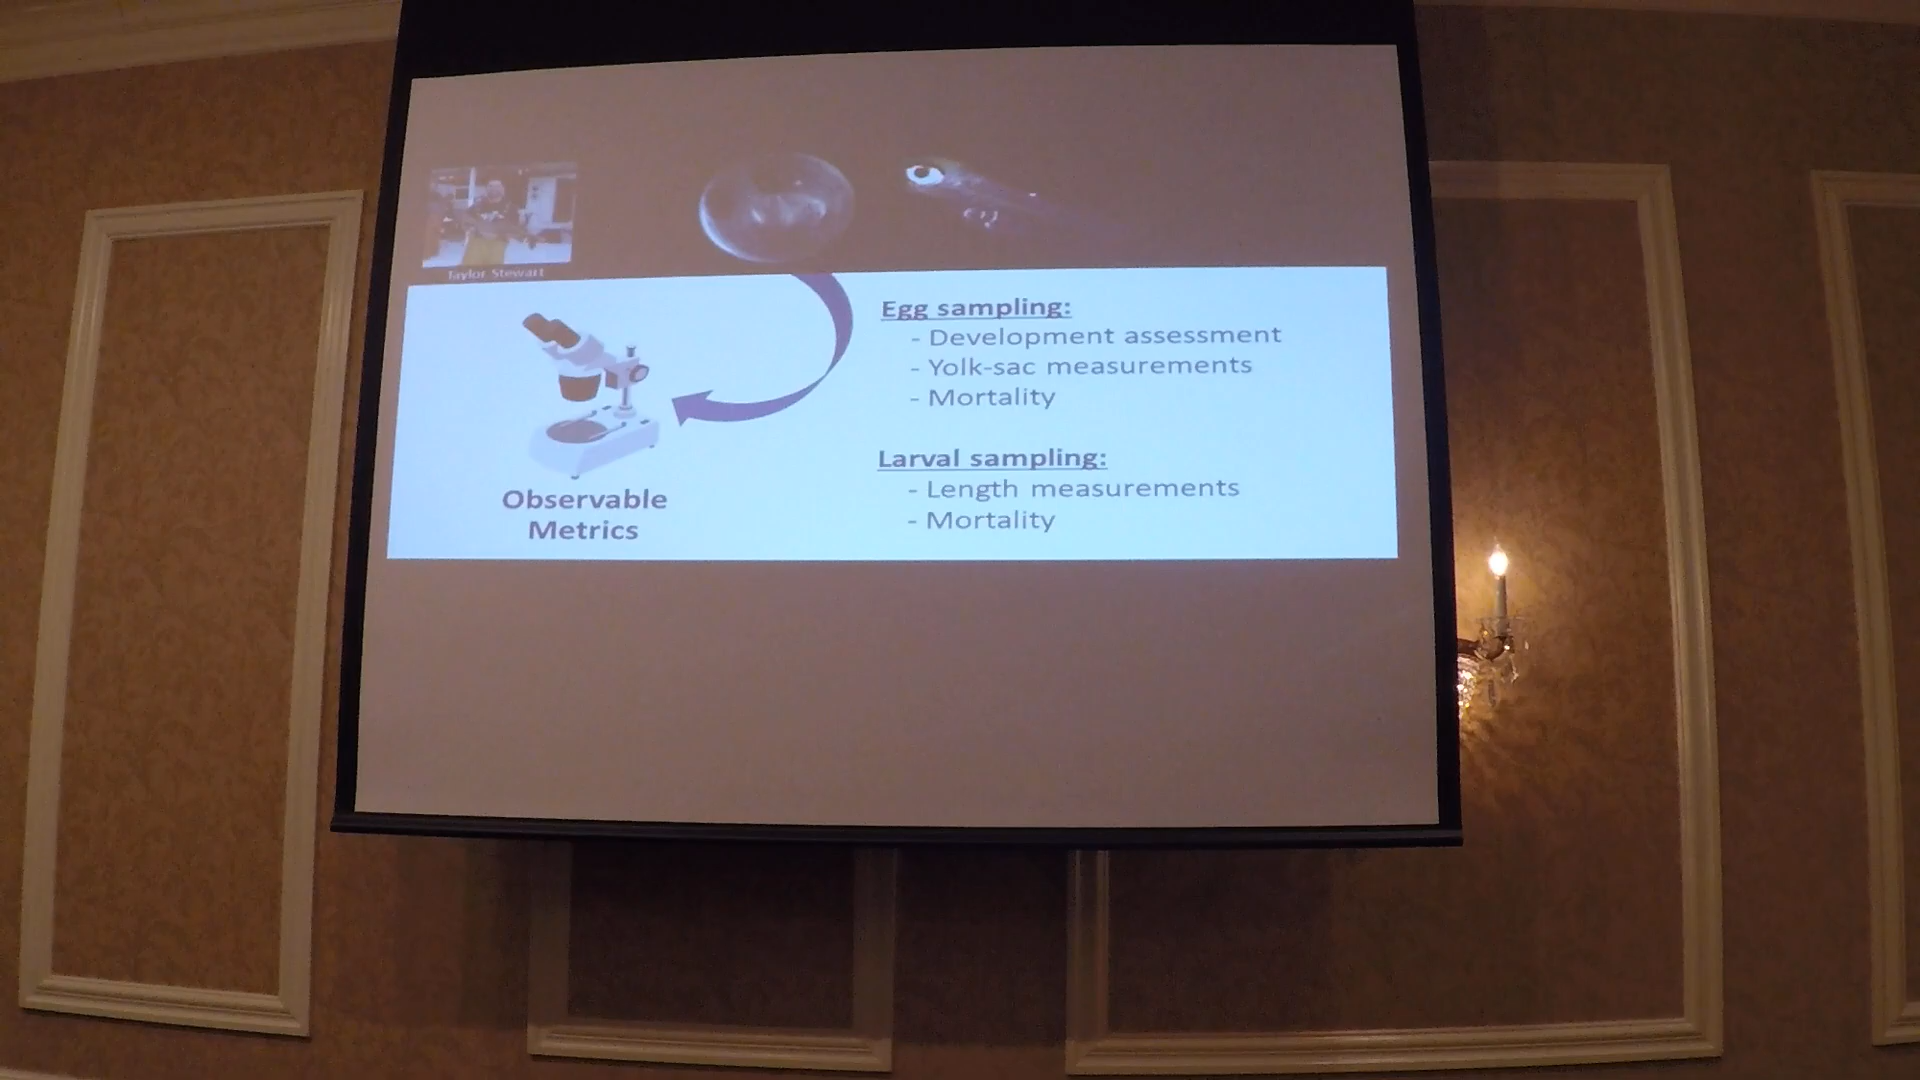 Taylor Stewart
Observable
Metrics
Egg sampling:
- Development assessment
- Yolk-sac measurements
- Mortality
Larval sampling:
- Length measurements
- Mortality